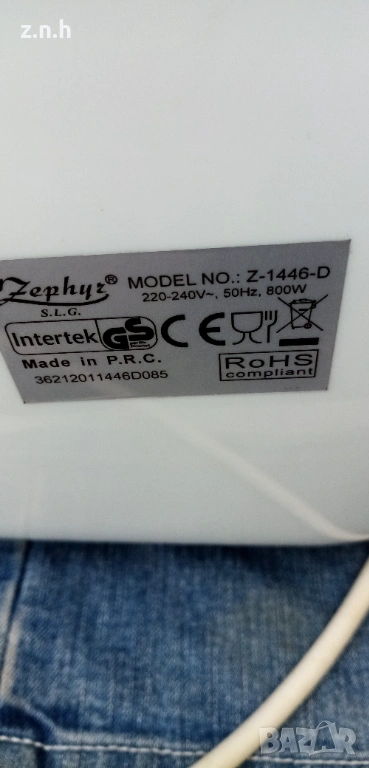 z.n.h
Zephyr® MODEL NO.: Z-1446-D
S.L.G. 220-240V~, 50Hz, 800W
Intertek GS CE
Made in P.R.C. RoHS
36212011446D085 compliant
BAZAR